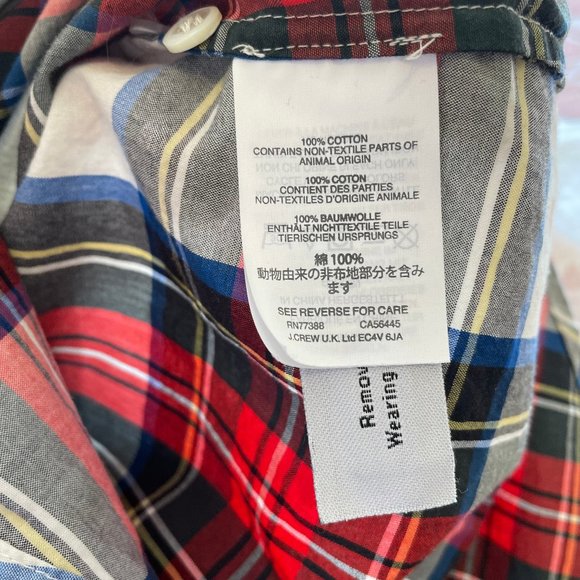 100% COTTON
CONTAINS NON-TEXTILE PARTS OF
ANIMAL ORIGIN
100% COTON
CONTIENT DES PARTIES
NON-TEXTILES D'ORIGINE ANIMALE
100% BAUMWOLLE
ENTHÄLT NICHTTEXTILE TEILE
TIERISCHEN URSPRUNGS
綿 100%
動物由来の非布地部分を含み
ます
SEE REVERSE FOR CARE
RN77388 CA56445
J.CREW U.K. Ltd EC4V 6JA
Remov
Wearing